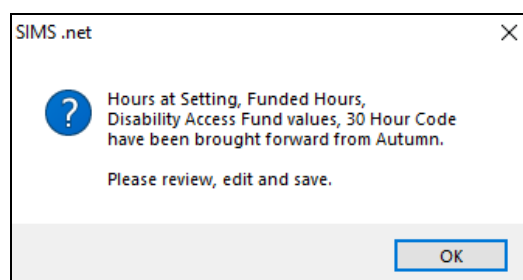 SIMS .net
Hours at Setting, Funded Hours,
Disability Access Fund values, 30 Hour Code
have been brought forward from Autumn.
Please review, edit and save.
OK